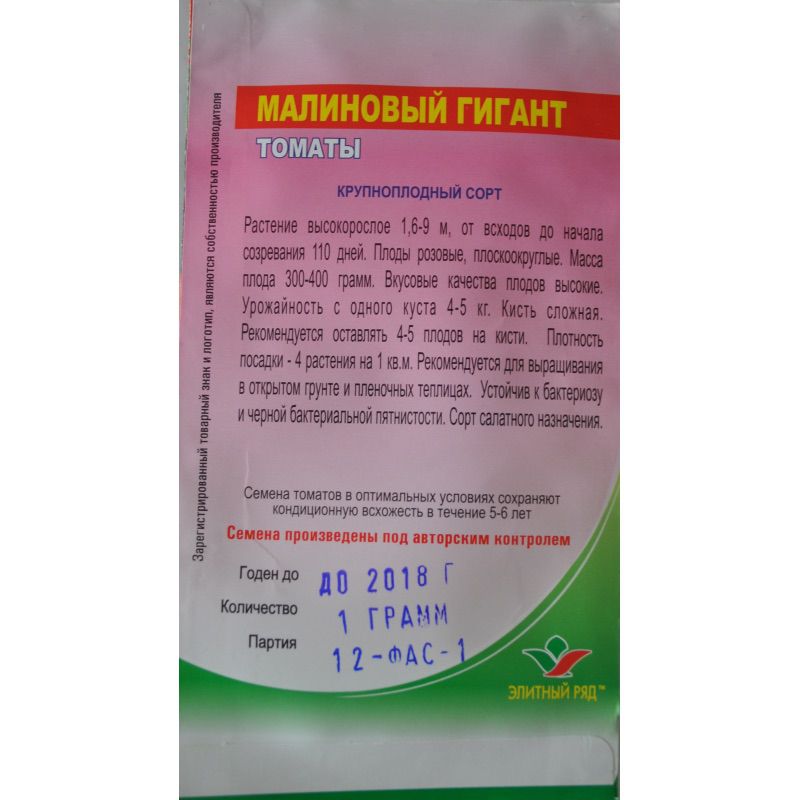 МАЛИНОВЫЙ ГИГАНТ
ТОМАТЫ
КРУПНОПЛОДНЫЙ СОРТ
Растение высокорослое 1,6-9 м, от всходов до начала
созревания 110 дней. Плоды розовые, плоскоокруглые. Масса
плода 300-400 грамм. Вкусовые качества плодов высокие.
Урожайность с одного куста 4-5 кг. Кисть сложная.
Рекомендуется оставлять 4-5 плодов на кисти. Плотность
посадки - 4 растения на 1 кв.м. Рекомендуется для выращивания
в открытом грунте и пленочных теплицах. Устойчив к бактериозу
и черной бактериальной пятнистости. Сорт салатного назначения.
Семена томатов в оптимальных условиях сохраняют
кондиционную всхожесть в течение 5-6 лет
Семена произведены под авторским контролем
Годен до ДО 2018 Г
Количество 1 ГРАММ
Партия 12-ФАС-1
ЭЛИТНЫЙ РЯД™
Зарегистрированный товарный знак и логотип, являются собственностью производителя